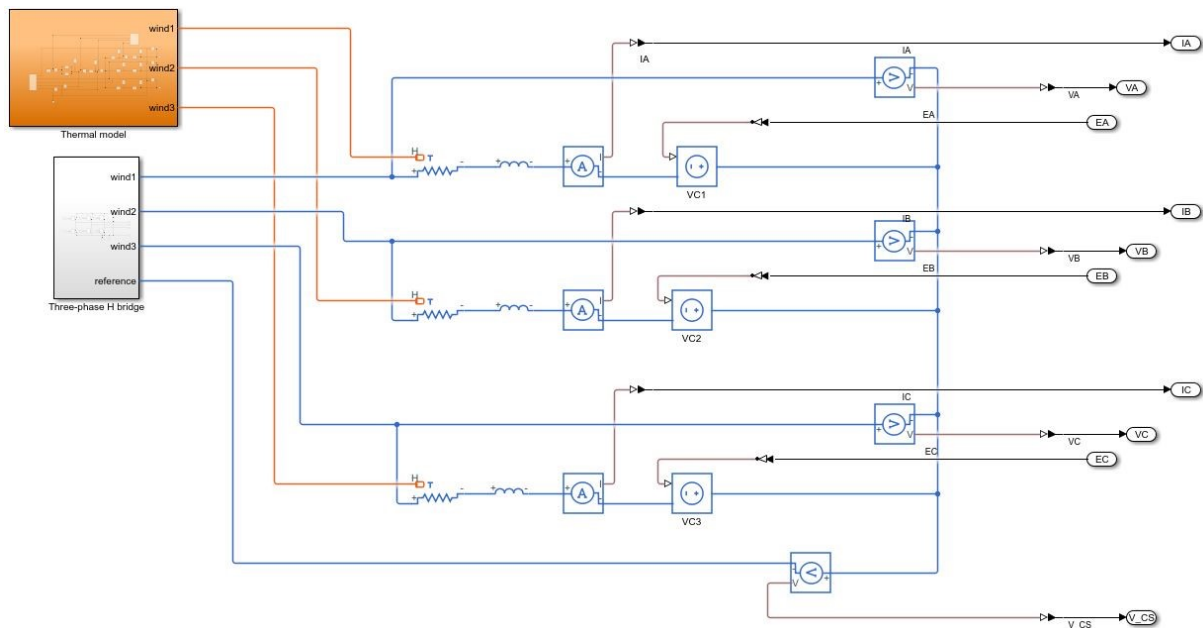 wind1
wind2
wind3
Thermal model
wind1
wind2
wind3
reference
Three-phase H bridge
IA
IA
IA
+ V -
V
VA
VA
EA
EA
H T
+ - + - + A I -
- +
VC1
IB
IB
+ V -
V
VB
VB
EB
EB
H T
+ - + - + A I -
- +
VC2
IC
IC
+ V -
V
VC
VC
EC
EC
H T
+ - + - + A I -
- +
VC3
- V +
V
V_CS
V_CS